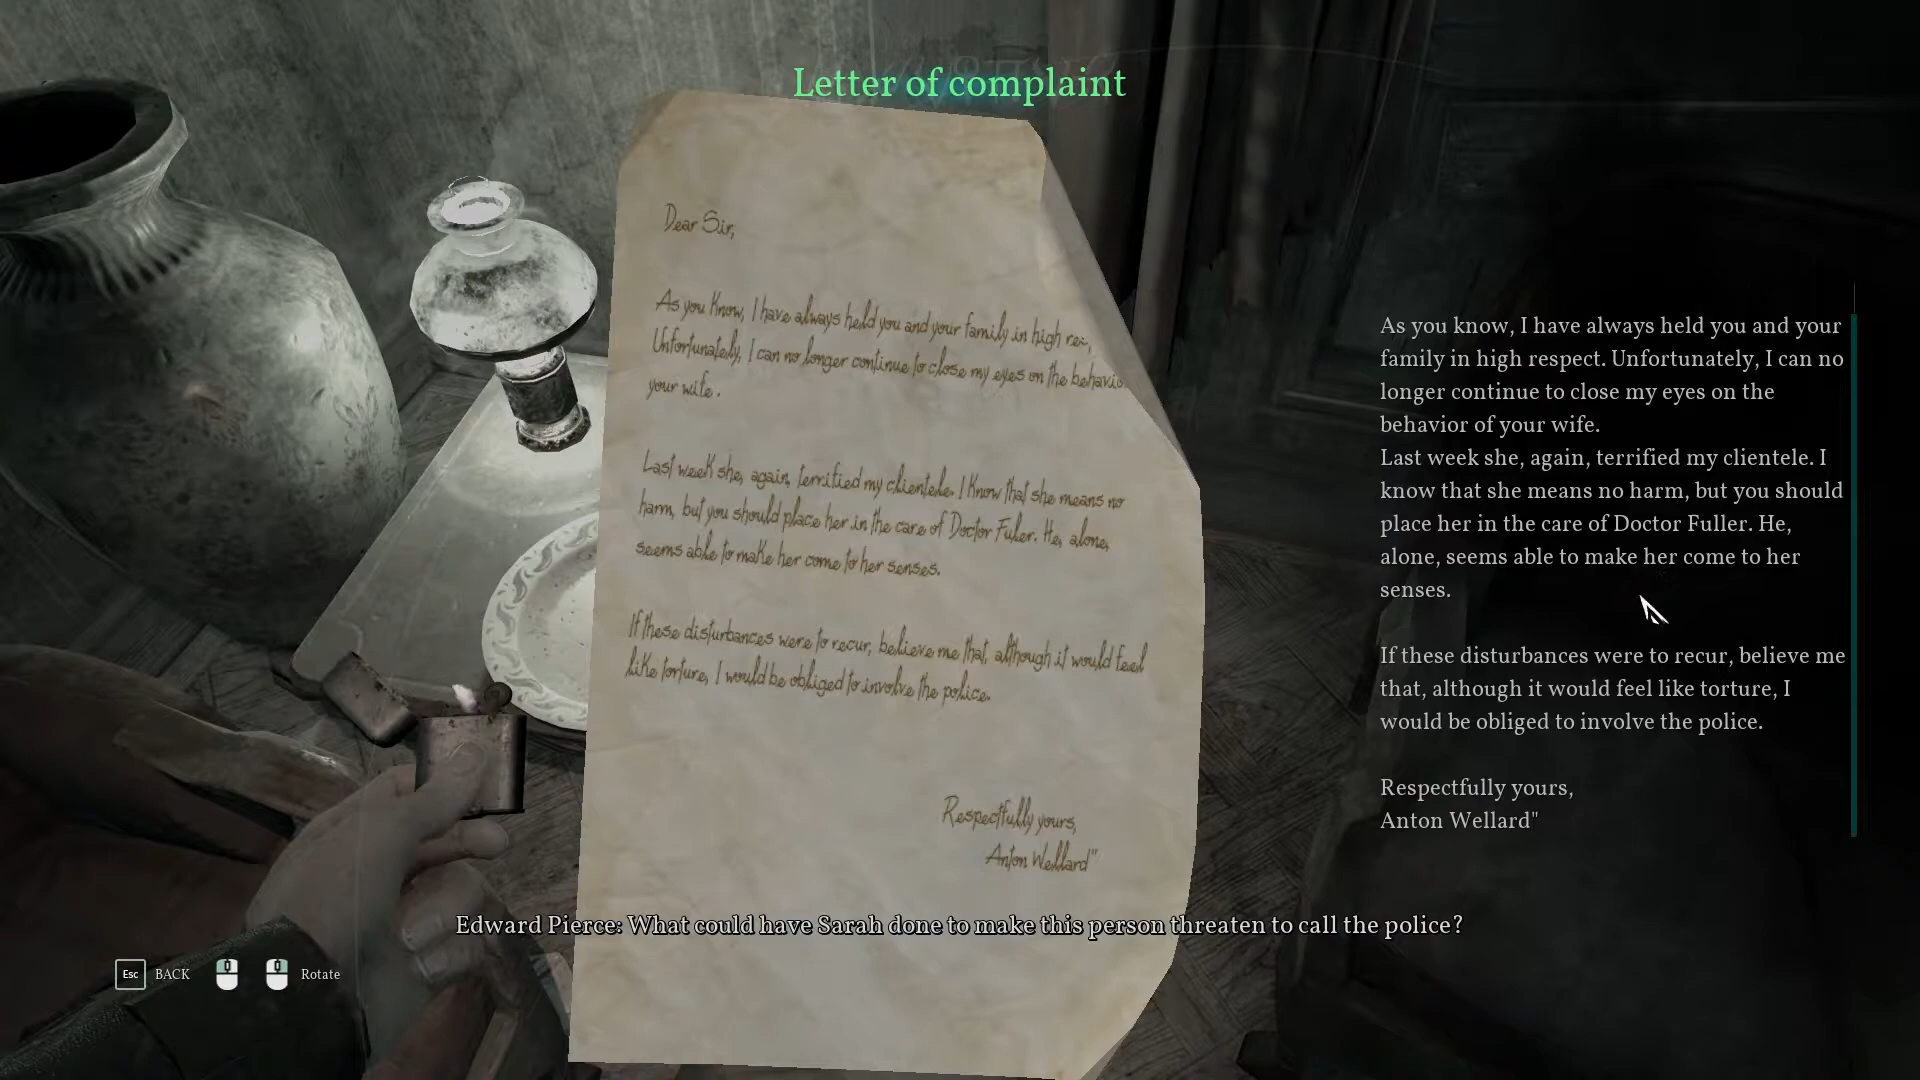 Letter of complaint
Dear Sir,
As you know, I have always held you and your family in high
Unfortunately, I can no longer continue to close my eyes on the behavio
your wife.
Last week she, again, terrified my clientele. I know that she means no
harm, but you should place her in the care of Doctor Fuller. He, alone,
seems able to make her come to her senses.
If these disturbances were to recur, believe me that, although it would feel
like torture, I would be obliged to involve the police.
Respectfully yours,
Anton Wellard"
As you know, I have always held you and your
family in high respect. Unfortunately, I can no
longer continue to close my eyes on the
behavior of your wife.
Last week she, again, terrified my clientele. I
know that she means no harm, but you should
place her in the care of Doctor Fuller. He,
alone, seems able to make her come to her
senses.
If these disturbances were to recur, believe me
that, although it would feel like torture, I
would be obliged to involve the police.
Respectfully yours,
Anton Wellard"
Edward Pierce: What could have Sarah done to make this person threaten to call the police?
Esc BACK Rotate